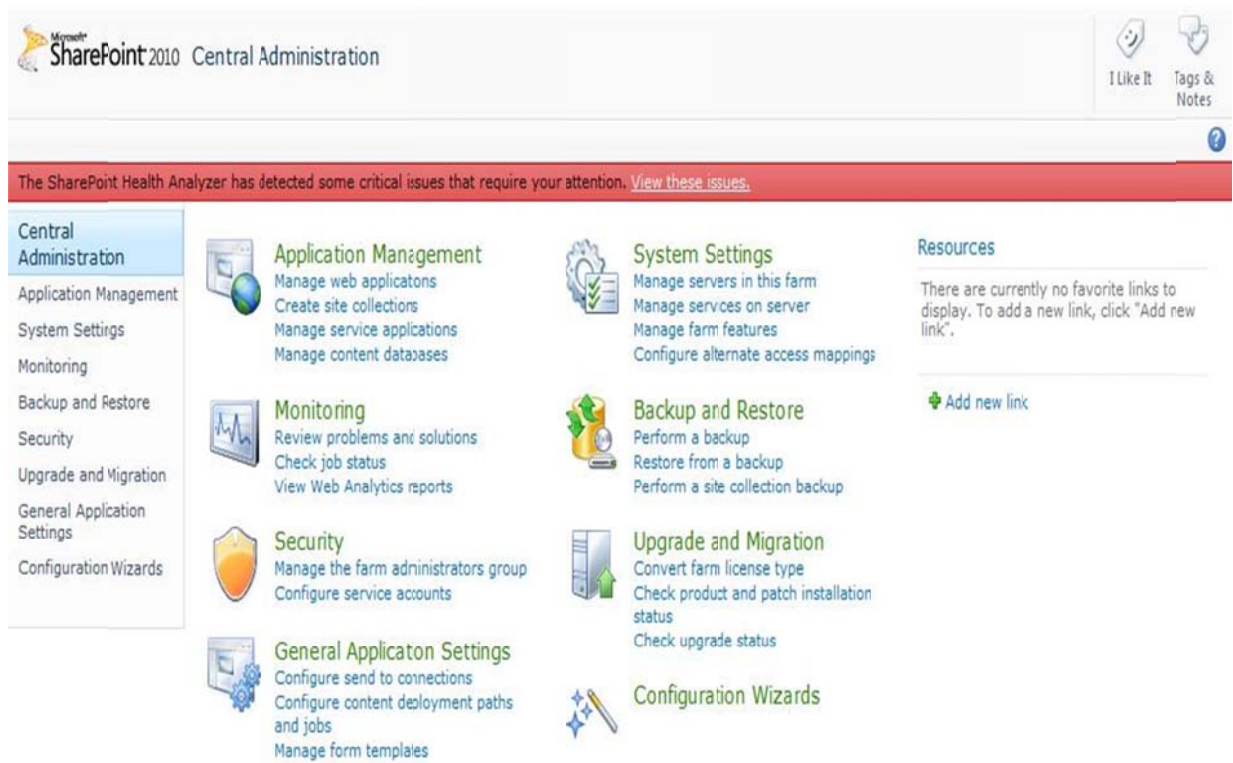 Microsoft
SharePoint 2010 Central Administration
I Like It
Tags &
Notes
The SharePoint Health Analyzer has detected some critical issues that require your attention. View these issues.
Central
Administration
Application Management
System Settings
Monitoring
Backup and Restore
Security
Upgrade and Migration
General Application
Settings
Configuration Wizards
Application Management
Manage web applications
Create site collections
Manage service applications
Manage content databases
Monitoring
Review problems and solutions
Check job status
View Web Analytics reports
Security
Manage the farm administrators group
Configure service accounts
General Application Settings
Configure send to connections
Configure content deployment paths
and jobs
Manage form templates
System Settings
Manage servers in this farm
Manage services on server
Manage farm features
Configure alternate access mappings
Backup and Restore
Perform a backup
Restore from a backup
Perform a site collection backup
Upgrade and Migration
Convert farm license type
Check product and patch installation
status
Check upgrade status
Configuration Wizards
Resources
There are currently no favorite links to
display. To add a new link, click "Add new
link".
Add new link